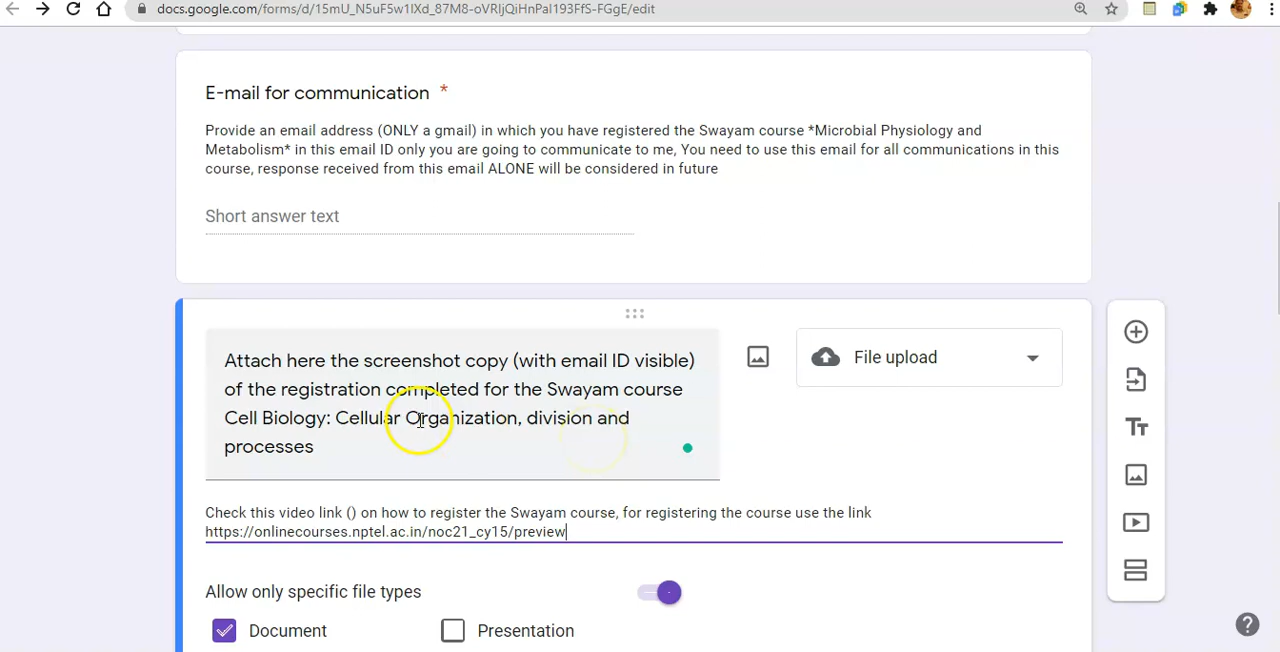 docs.google.com/forms/d/15mU_N5uF5w1IXd_87M8-oVRIjQiHnPal193FfS-FGgE/edit
E-mail for communication *
Provide an email address (ONLY a gmail) in which you have registered the Swayam course *Microbial Physiology and
Metabolism* in this email ID only you are going to communicate to me, You need to use this email for all communications in this
course, response received from this email ALONE will be considered in future
Short answer text
Attach here the screenshot copy (with email ID visible)
of the registration completed for the Swayam course
Cell Biology: Cellular Organization, division and
processes
File upload
Check this video link () on how to register the Swayam course, for registering the course use the link
https://onlinecourses.nptel.ac.in/noc21_cy15/preview
Allow only specific file types
Document
Presentation